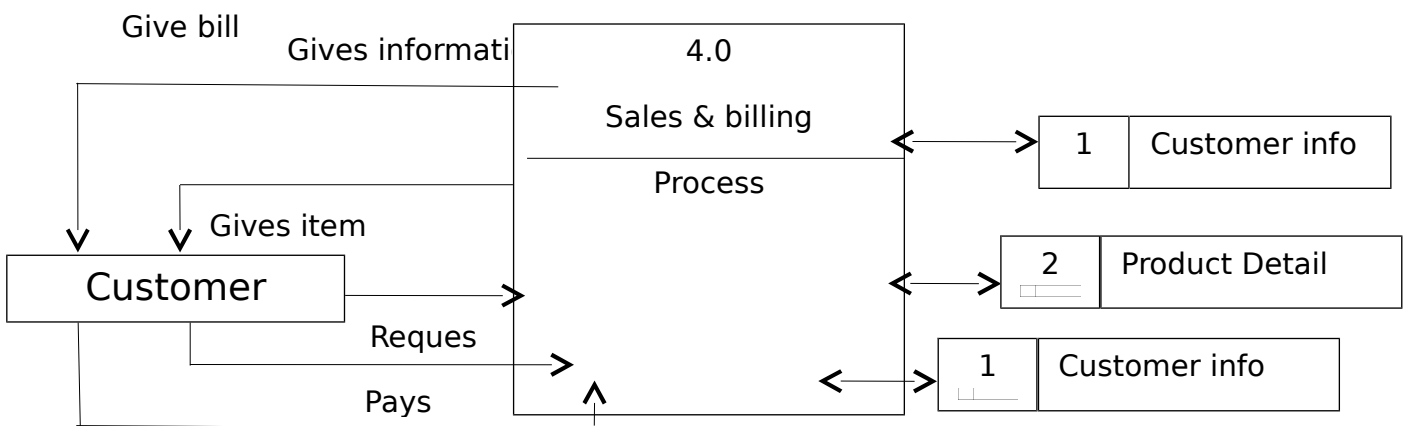 Give bill
Gives informati
4.0
Sales & billing
Process
1 Customer info
Gives item
2 Product Detail
Customer
Reques
1 Customer info
Pays